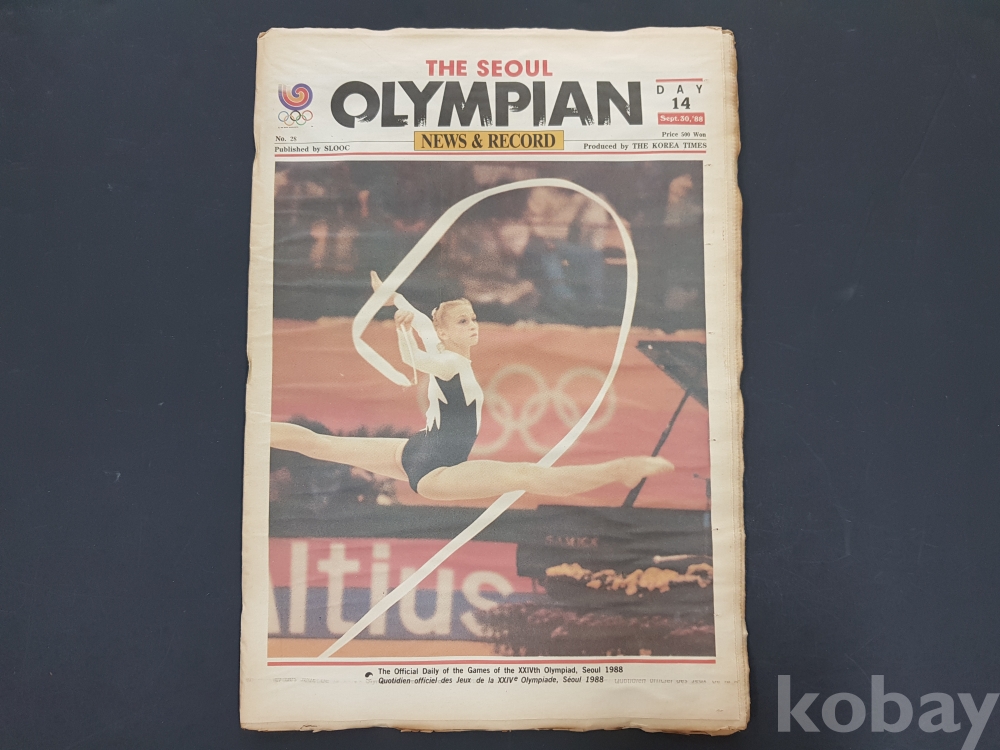 THE SEOUL
OLYMPIAN
NEWS & RECORD
DAY
14
Sept.30,'88
No. 28
Price 500 Won
Published by SLOOC
Produced by THE KOREA TIMES
SAMICK
Altius
The Official Daily of the Games of the XXIVth Olympiad, Seoul 1988
Quotidien officiel des Jeux de la XXIVe Olympiade, Séoul 1988
kobay